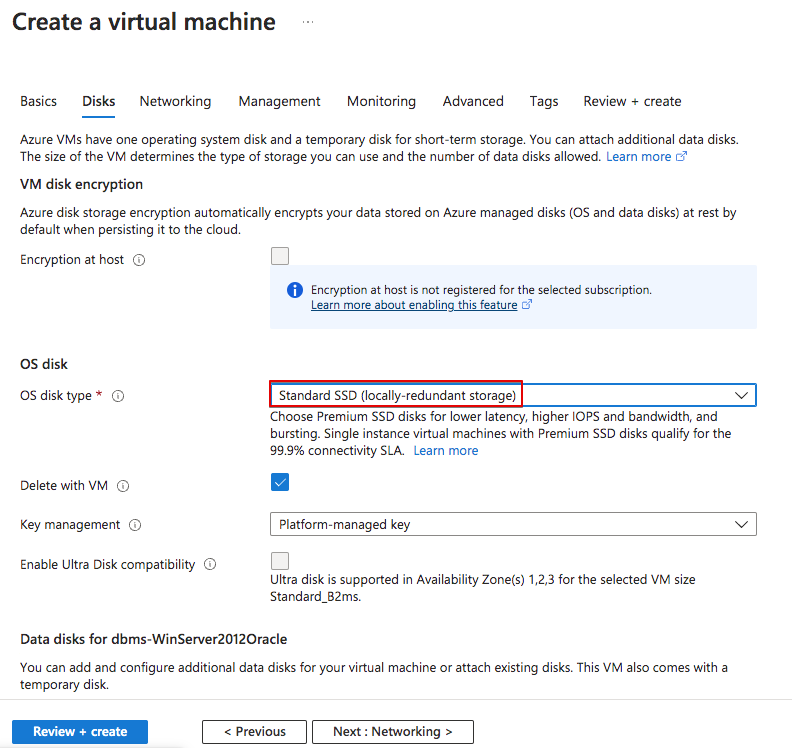 Create a virtual machine ...
Basics Disks Networking Management Monitoring Advanced Tags Review + create
Azure VMs have one operating system disk and a temporary disk for short-term storage. You can attach additional data disks.
The size of the VM determines the type of storage you can use and the number of data disks allowed. Learn more
VM disk encryption
Azure disk storage encryption automatically encrypts your data stored on Azure managed disks (OS and data disks) at rest by
default when persisting it to the cloud.
Encryption at host
Encryption at host is not registered for the selected subscription.
Learn more about enabling this feature
OS disk
OS disk type * Standard SSD (locally-redundant storage)
Choose Premium SSD disks for lower latency, higher IOPS and bandwidth, and
bursting. Single instance virtual machines with Premium SSD disks qualify for the
99.9% connectivity SLA. Learn more
Delete with VM
Key management Platform-managed key
Enable Ultra Disk compatibility
Ultra disk is supported in Availability Zone(s) 1,2,3 for the selected VM size
Standard_B2ms.
Data disks for dbms-WinServer2012Oracle
You can add and configure additional data disks for your virtual machine or attach existing disks. This VM also comes with a
temporary disk.
Review + create < Previous Next : Networking >